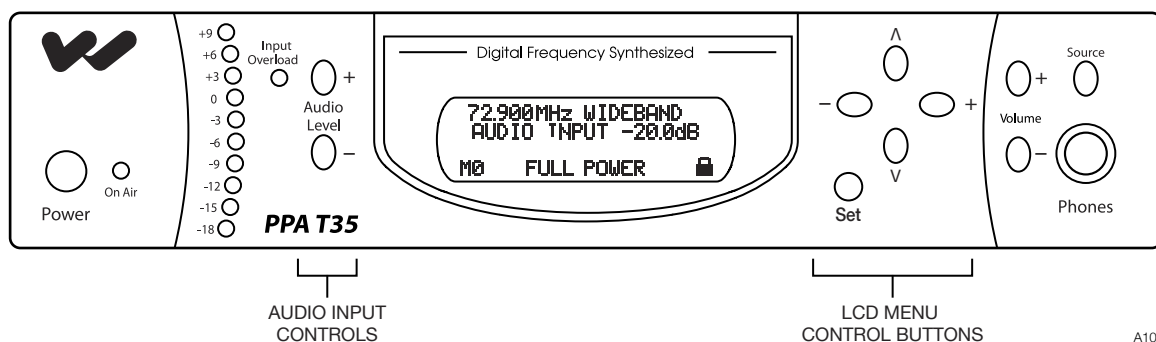 +9
+6
+3
0
-3
-6
-9
-12
-15
-18
Power
On Air
Input
Overload
+
Audio
Level
-
PPA T35
Digital Frequency Synthesized
72.900MHz WIDEBAND
AUDIO INPUT -20.0dB
M0 FULL POWER
Λ
-
+
V
Set
+
Source
Volume
-
Phones
AUDIO INPUT
CONTROLS
LCD MENU
CONTROL BUTTONS
A10